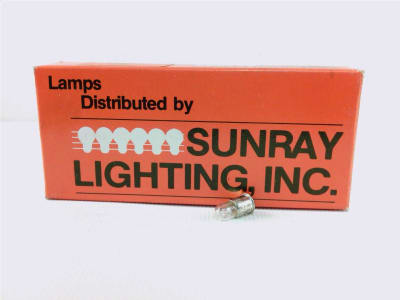 Lamps
Distributed by
SUNRAY
LIGHTING, INC.